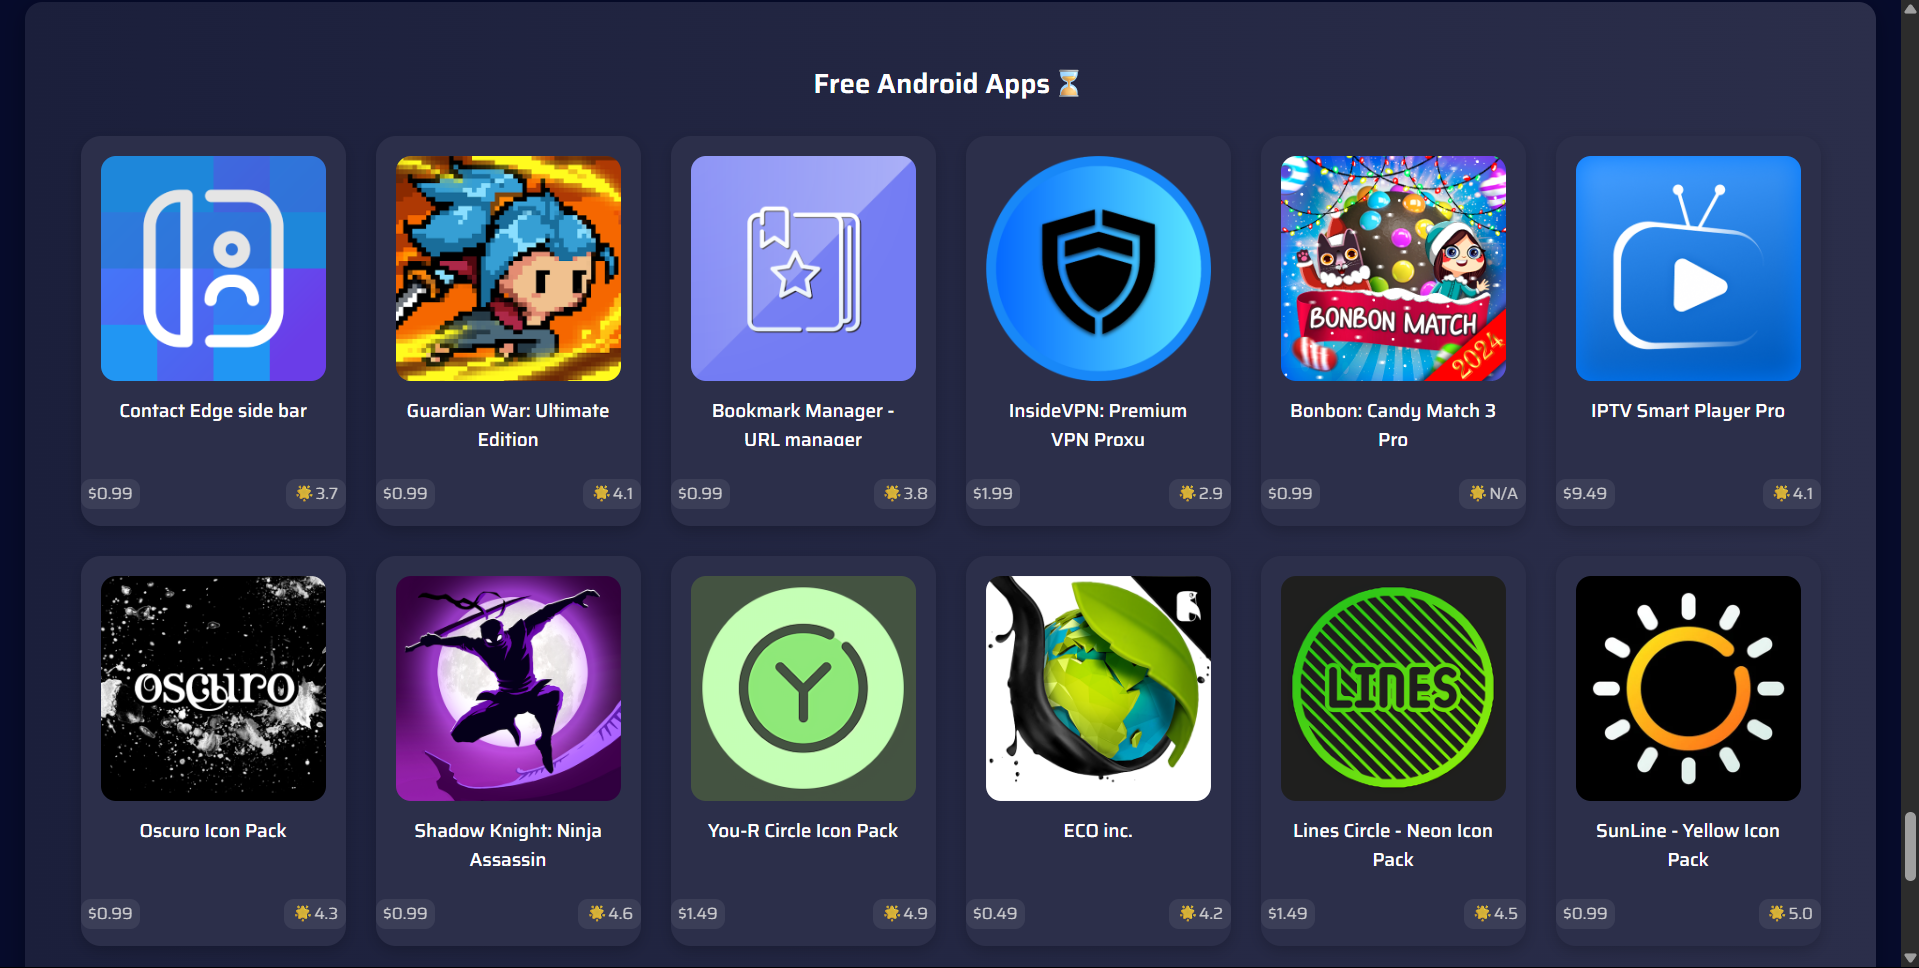 Free Android Apps ⏳
Contact Edge side bar
$0.99
3.7
Guardian War: Ultimate
Edition
$0.99
4.1
Bookmark Manager -
URL manager
$0.99
3.8
InsideVPN: Premium
VPN Proxy
$1.99
2.9
BONBON MATCH
2024
Bonbon: Candy Match 3
Pro
$0.99
N/A
IPTV Smart Player Pro
$9.49
4.1
oscuro
Oscuro Icon Pack
$0.99
4.3
Shadow Knight: Ninja
Assassin
$0.99
4.6
Y
You-R Circle Icon Pack
$1.49
4.9
ECO inc.
$0.49
4.2
LINES
Lines Circle - Neon Icon
Pack
$1.49
4.5
SunLine - Yellow Icon
Pack
$0.99
5.0